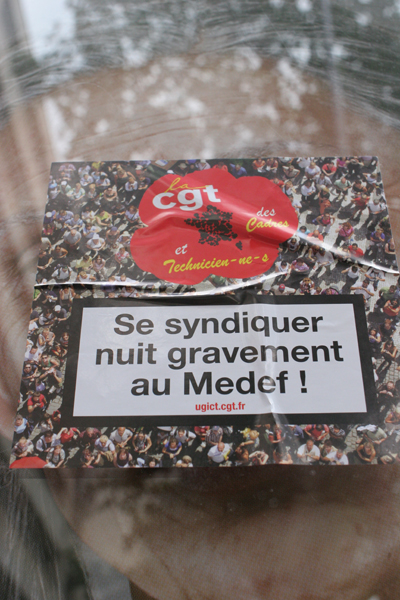 la
cgt
des
Cadres
et
Technicien-ne-s
Se syndiquer
nuit gravement
au Medef !
ugict.cgt.fr